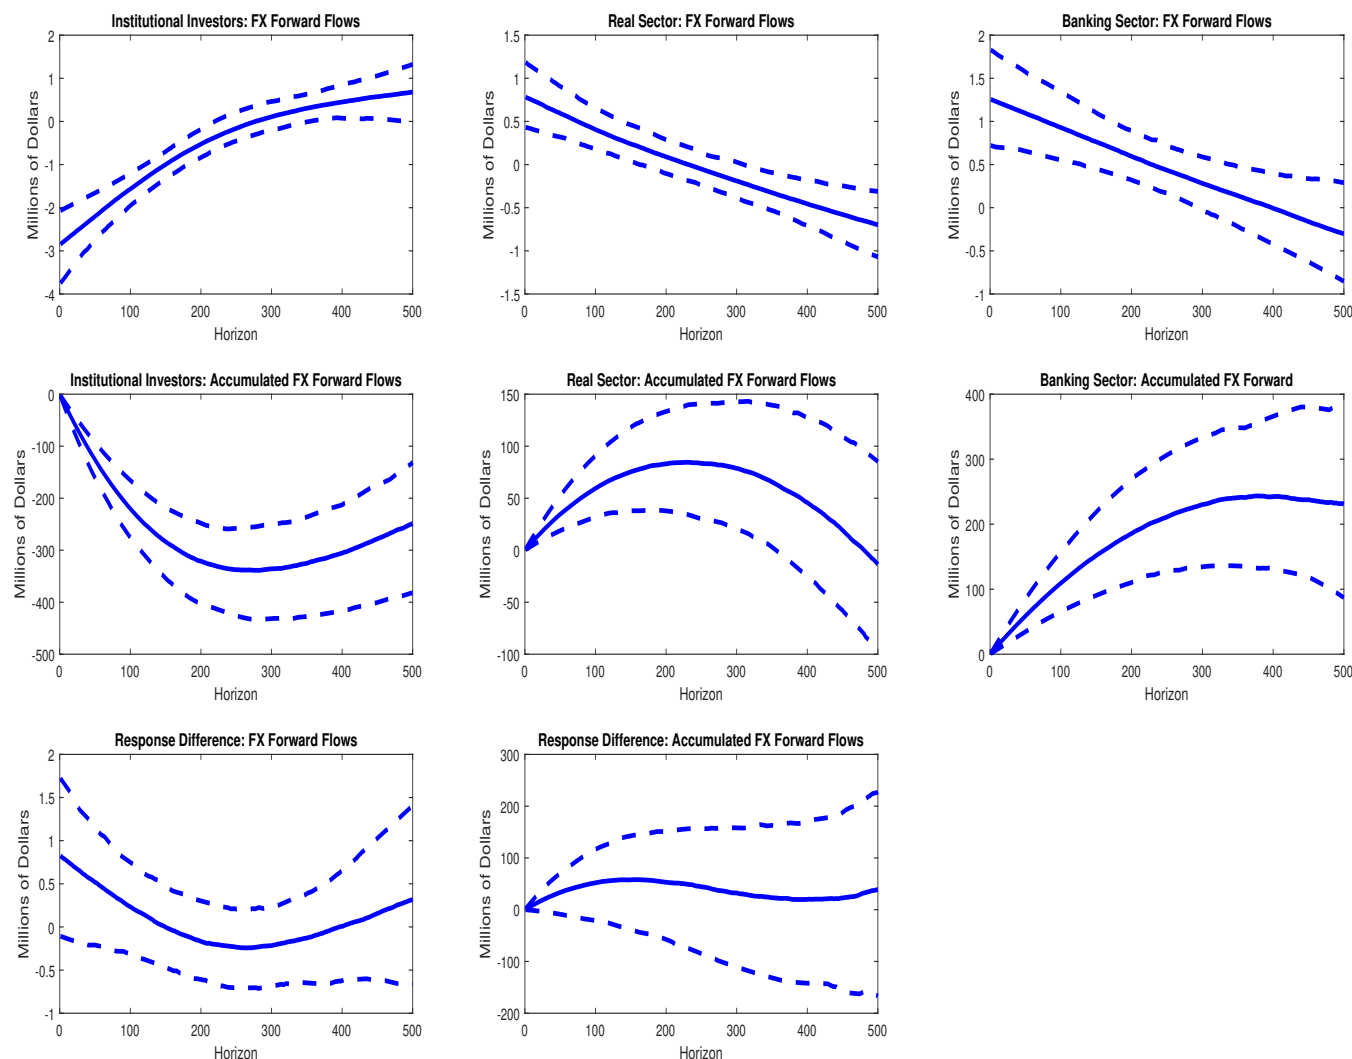 Institutional Investors: FX Forward Flows
Millions of Dollars
2
1
0
-1
-2
-3
-4
0 100 200 300 400 500
Horizon
Real Sector: FX Forward Flows
Millions of Dollars
1.5
1
0.5
0
-0.5
-1
-1.5
0 100 200 300 400 500
Horizon
Banking Sector: FX Forward Flows
Millions of Dollars
2
1.5
1
0.5
0
-0.5
-1
0 100 200 300 400 500
Horizon
Institutional Investors: Accumulated FX Forward Flows
Millions of Dollars
0
-100
-200
-300
-400
-500
0 100 200 300 400 500
Horizon
Real Sector: Accumulated FX Forward Flows
Millions of Dollars
150
100
50
0
-50
-100
0 100 200 300 400 500
Horizon
Banking Sector: Accumulated FX Forward
Millions of Dollars
400
300
200
100
0
0 100 200 300 400 500
Horizon
Response Difference: FX Forward Flows
Millions of Dollars
2
1.5
1
0.5
0
-0.5
-1
0 100 200 300 400 500
Horizon
Response Difference: Accumulated FX Forward Flows
Millions of Dollars
300
200
100
0
-100
-200
0 100 200 300 400 500
Horizon